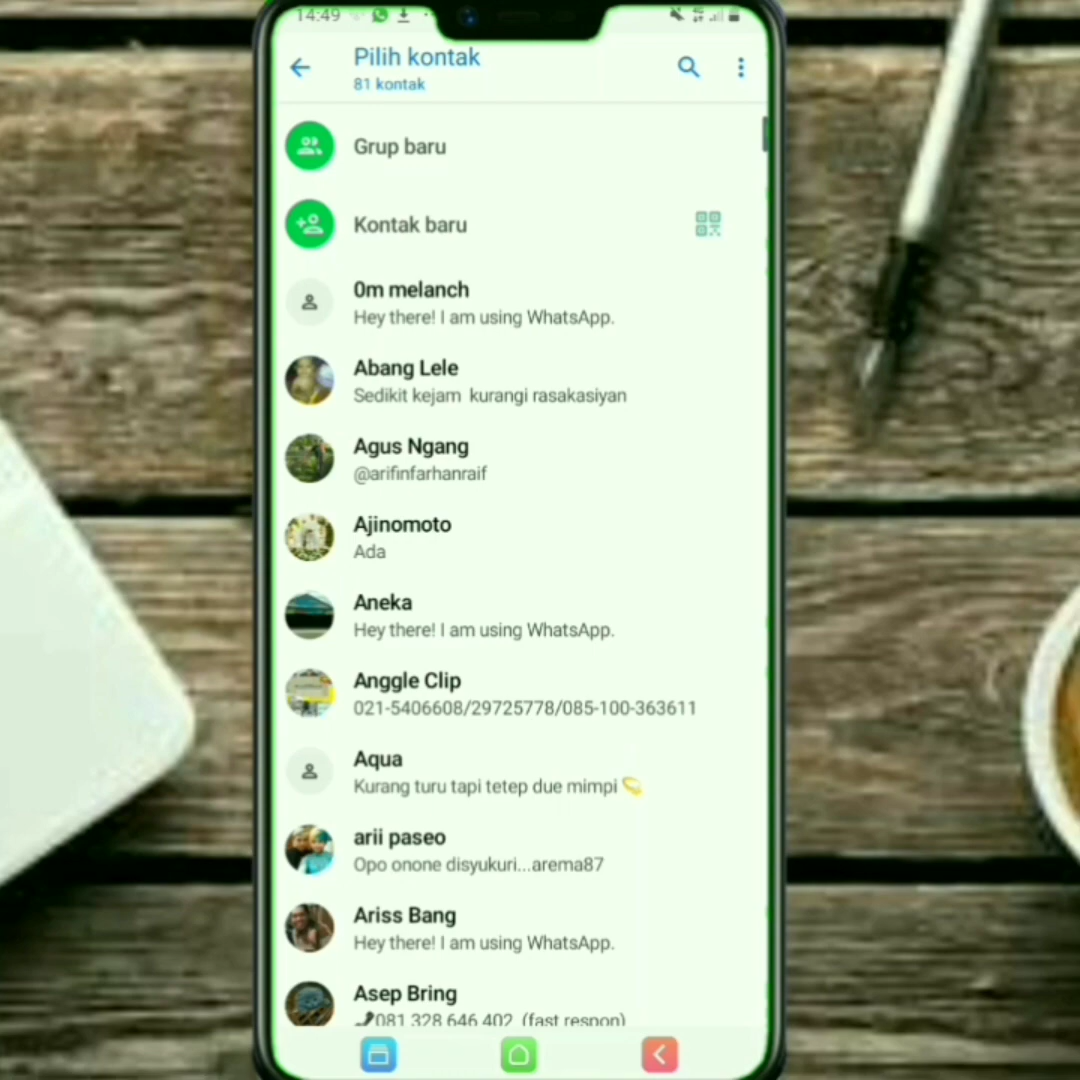 14:49
Pilih kontak
81 kontak
Grup baru
Kontak baru
0m melanch
Hey there! I am using WhatsApp.
Abang Lele
Sedikit kejam kurangi rasakasiyan
Agus Ngang
@arifinfarhanraif
Ajinomoto
Ada
Aneka
Hey there! I am using WhatsApp.
Anggle Clip
021-5406608/29725778/085-100-363611
Aqua
Kurang turu tapi tetep due mimpi 💫
arii paseo
Opo onone disyukuri...arema87
Ariss Bang
Hey there! I am using WhatsApp.
Asep Bring
📞081 328 646 402 (fast respon)